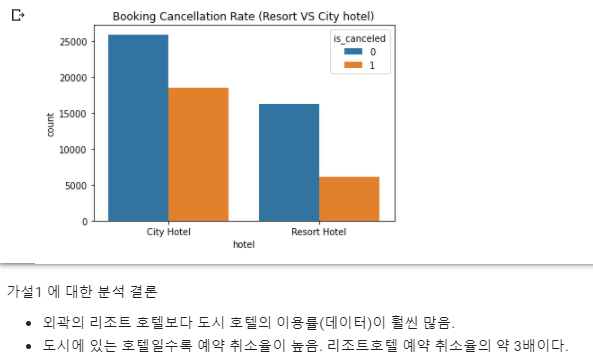 Booking Cancellation Rate (Resort VS City hotel)
is_canceled
0
1
25000
20000
15000
10000
5000
0
count
City Hotel
Resort Hotel
hotel
가설1 에 대한 분석 결론
• 외곽의 리조트 호텔보다 도시 호텔의 이용률(데이터)이 훨씬 많음.
• 도시에 있는 호텔일수록 예약 취소율이 높음. 리조트호텔 예약 취소율의 약 3배이다.